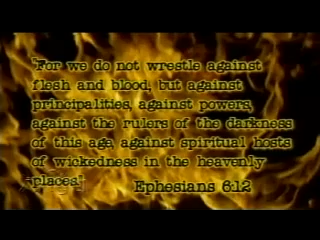 "For we do not wrestle against
flesh and blood, but against
principalities, against powers,
against the rulers of the darkness
of this age, against spiritual hosts
of wickedness in the heavenly
places."
Ephesians 6:12